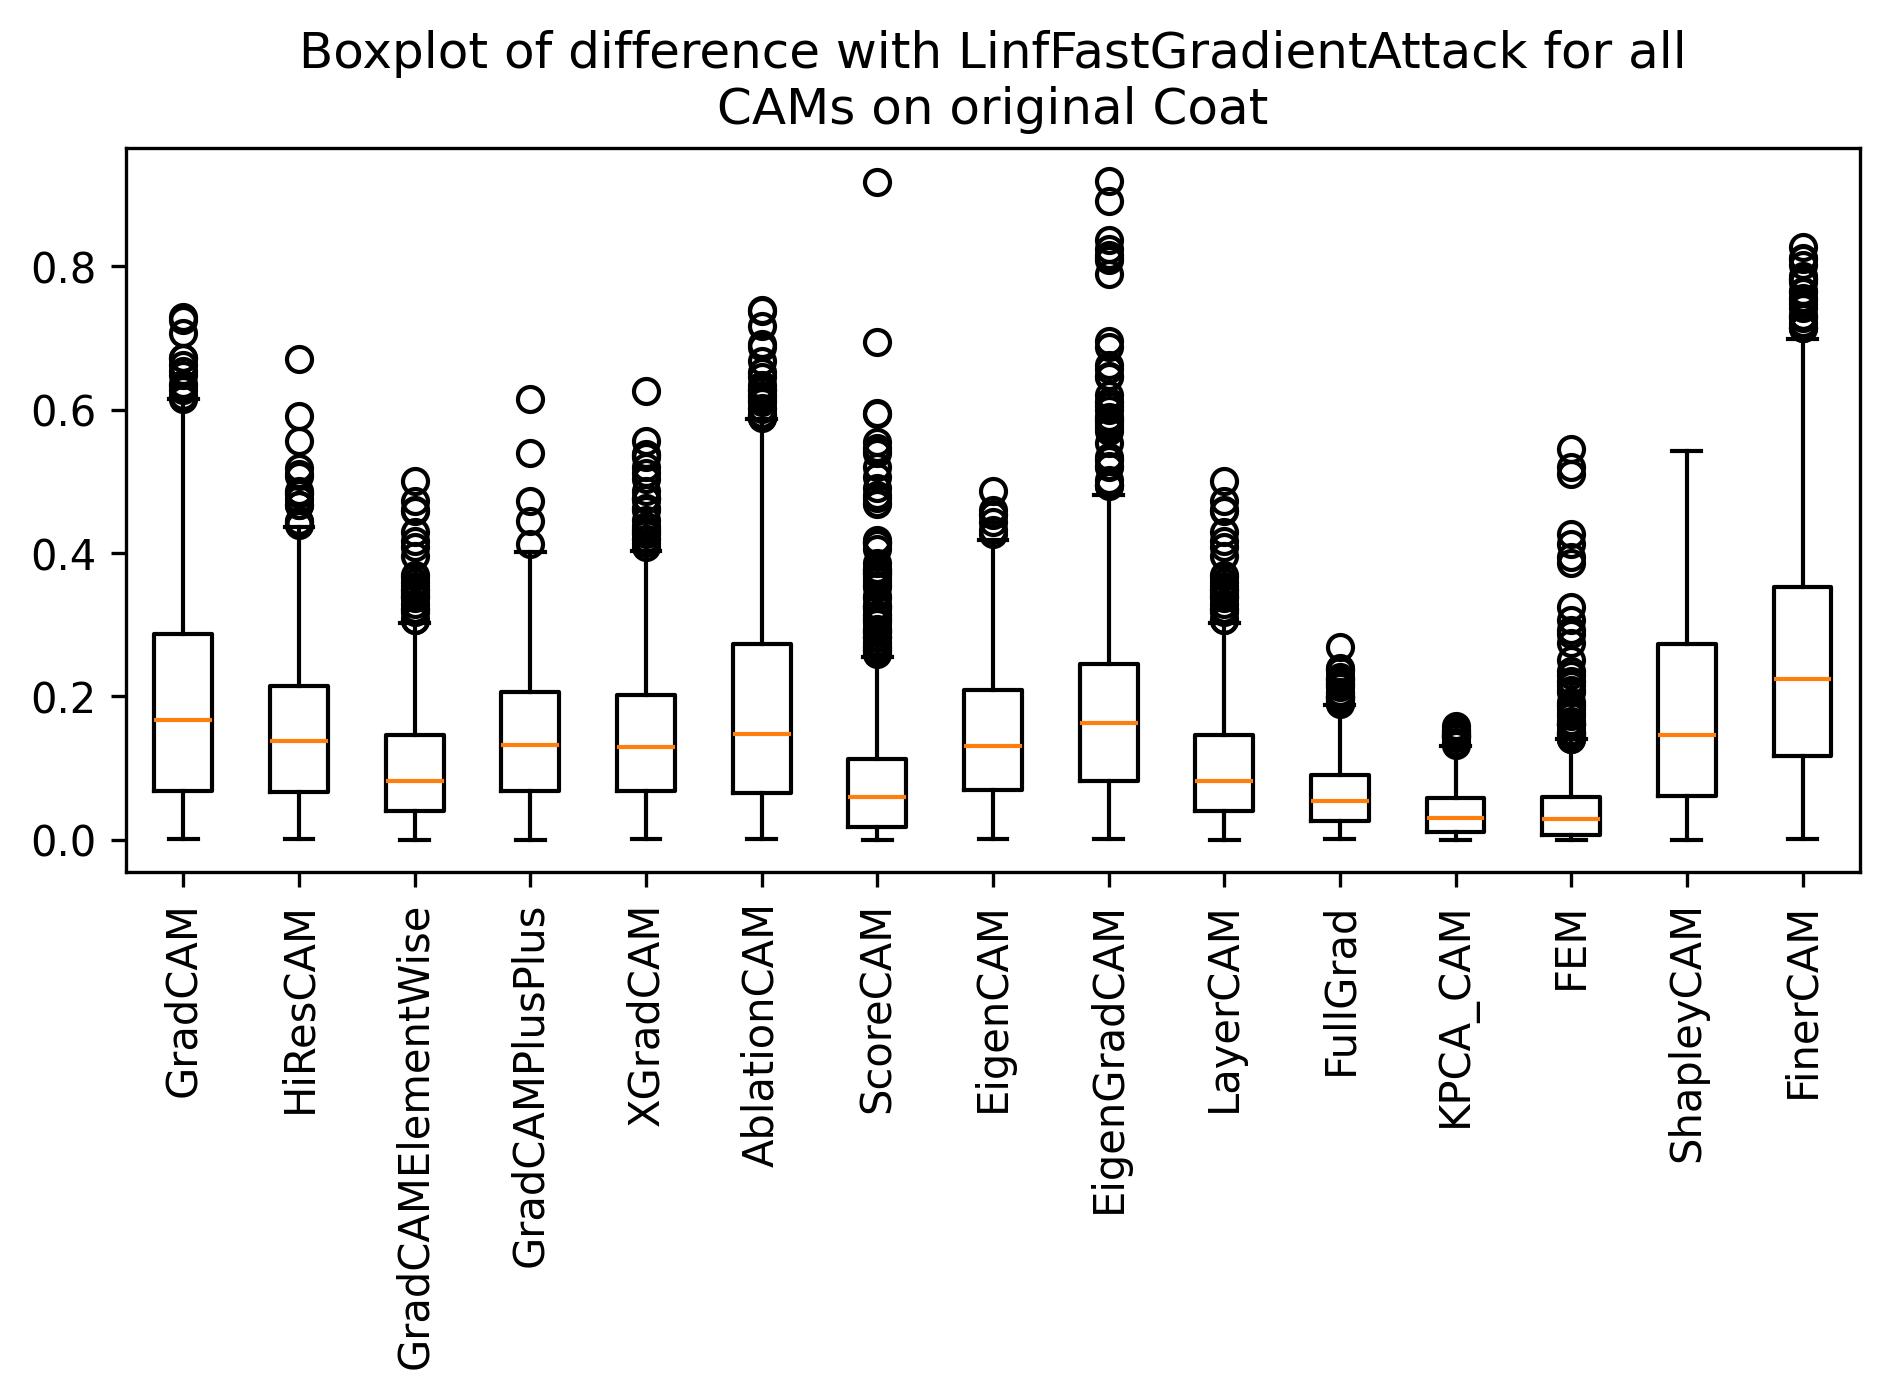 Boxplot of difference with LinfFastGradientAttack for all
CAMs on original Coat
0.8
0.6
0.4
0.2
0.0
GradCAM
HiResCAM
GradCAMElementWise
GradCAMPlusPlus
XGradCAM
AblationCAM
ScoreCAM
EigenCAM
EigenGradCAM
LayerCAM
FullGrad
KPCA_CAM
FEM
ShapleyCAM
FinerCAM